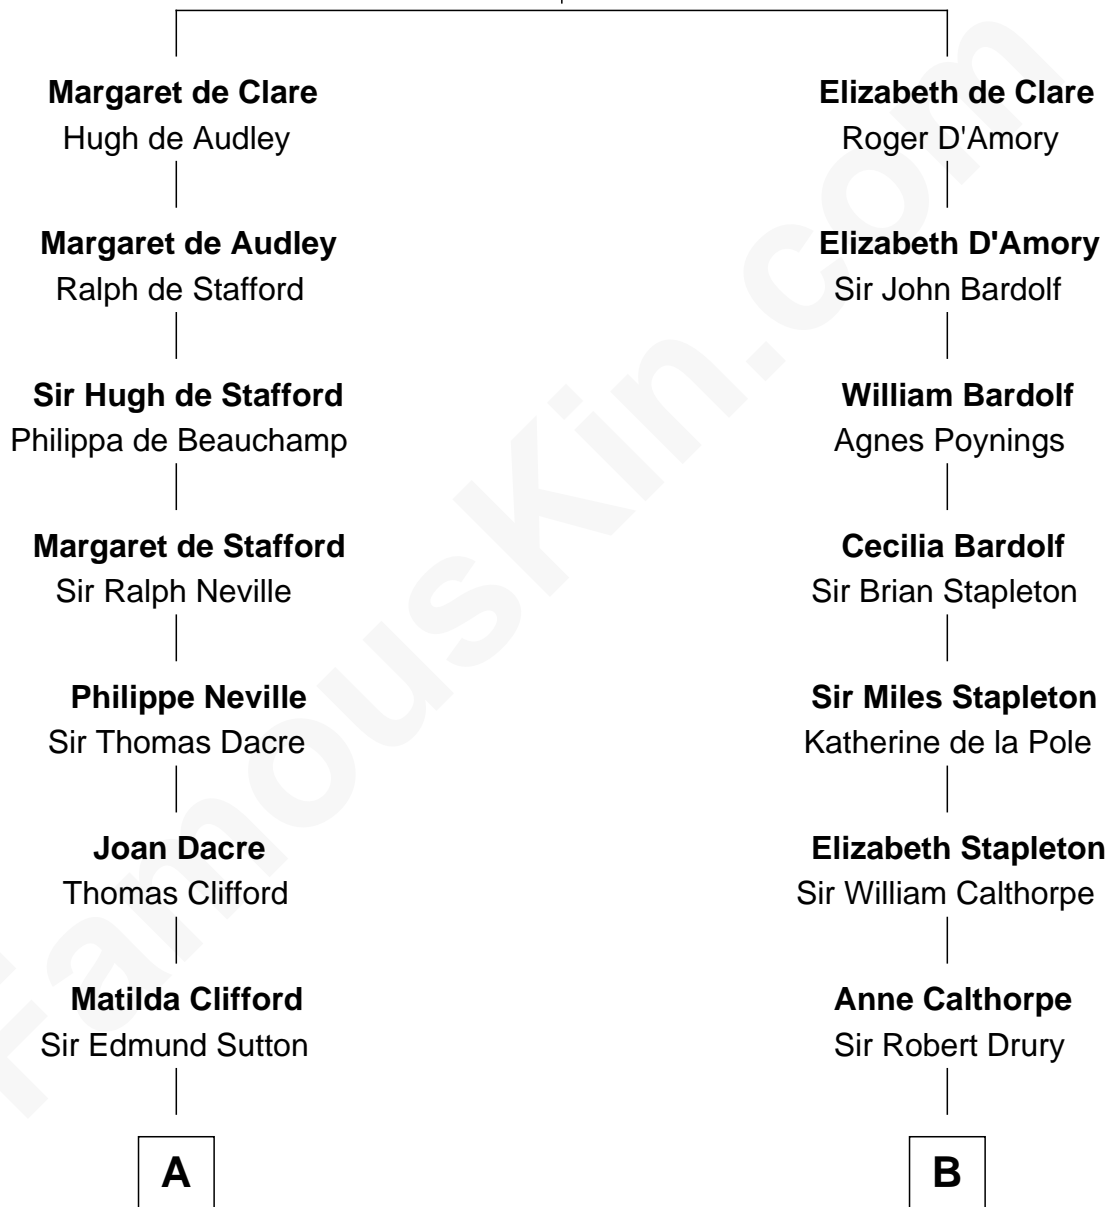 Margaret de Clare
Hugh de Audley
Margaret de Audley
Ralph de Stafford
Sir Hugh de Stafford
Philippa de Beauchamp
Margaret de Stafford
Sir Ralph Neville
Philippe Neville
Sir Thomas Dacre
Joan Dacre
Thomas Clifford
Matilda Clifford
Sir Edmund Sutton
A
Elizabeth de Clare
Roger D'Amory
Elizabeth D'Amory
Sir John Bardolf
William Bardolf
Agnes Poynings
Cecilia Bardolf
Sir Brian Stapleton
Sir Miles Stapleton
Katherine de la Pole
Elizabeth Stapleton
Sir William Calthorpe
Anne Calthorpe
Sir Robert Drury
B
FamousKin.com